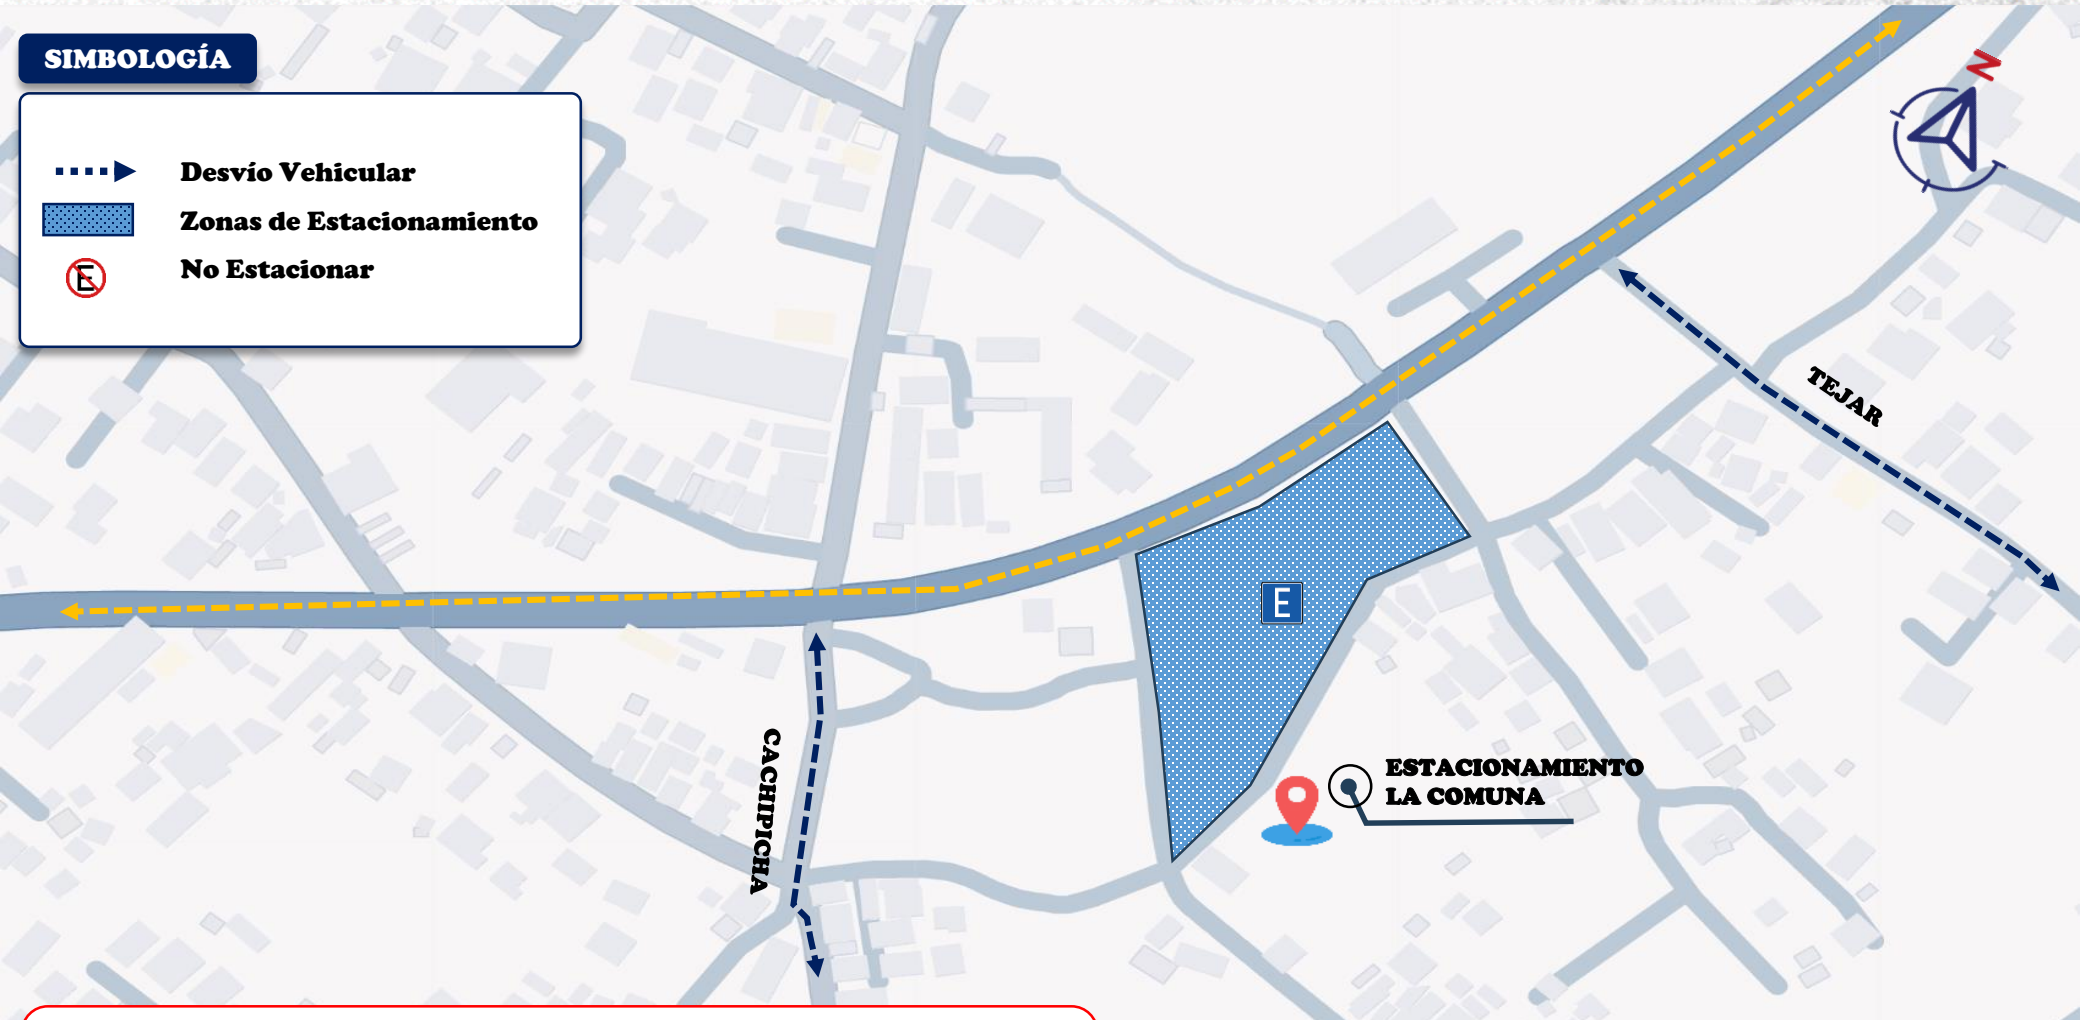 SIMBOLOGÍA
Desvío Vehicular
Zonas de Estacionamiento
E
No Estacionar
N
TEJAR
E
CACHIPICHA
ESTACIONAMIENTO
LA COMUNA